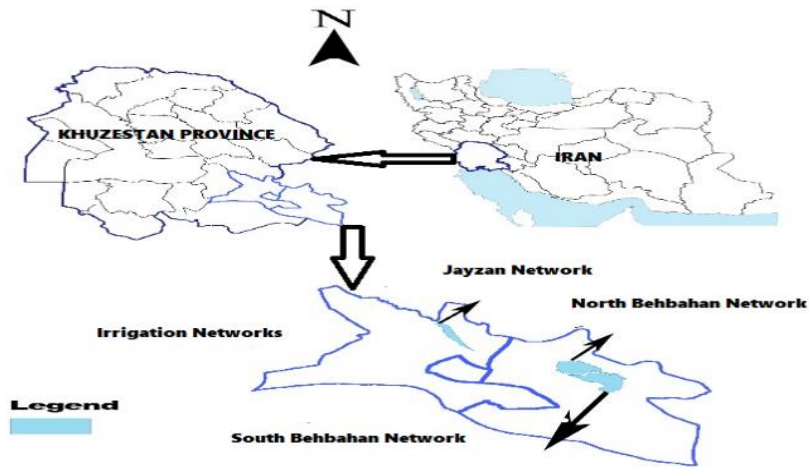 N
KHUZESTAN PROVINCE
IRAN
Jayzan Network
North Behbahan Network
Irrigation Networks
Legend
South Behbahan Network